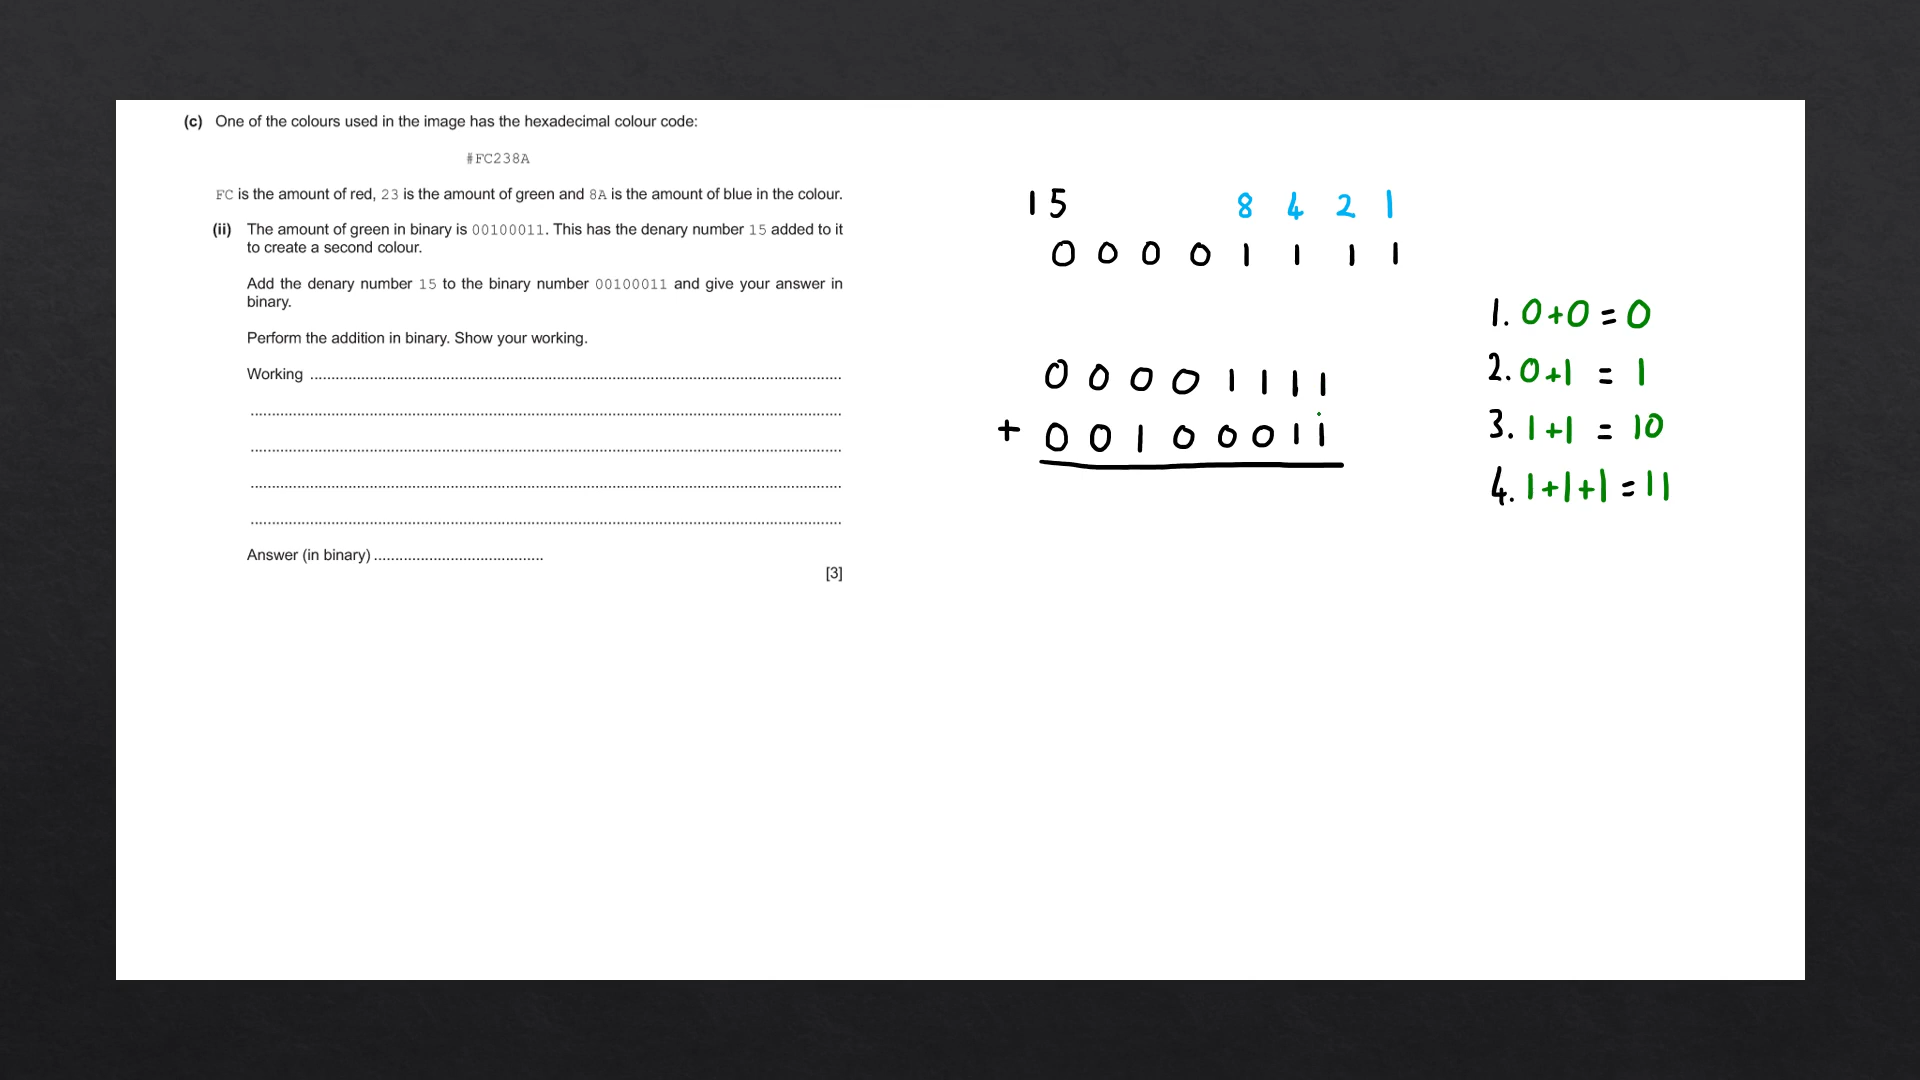 (c) One of the colours used in the image has the hexadecimal colour code:
#FC238A
FC is the amount of red, 23 is the amount of green and 8A is the amount of blue in the colour.
(ii) The amount of green in binary is 00100011. This has the denary number 15 added to it
to create a second colour.
Add the denary number 15 to the binary number 00100011 and give your answer in
binary.
Perform the addition in binary. Show your working.
Working ..........
..........
..........
..........
..........
Answer (in binary) ..........
[3]
15 8 4 2 1
0 0 0 0 1 1 1 1
0 0 0 0 1 1 1 1
+ 0 0 1 0 0 0 1 1
1. 0+0 = 0
2. 0+1 = 1
3. 1+1 = 10
4. 1+1+1 = 11